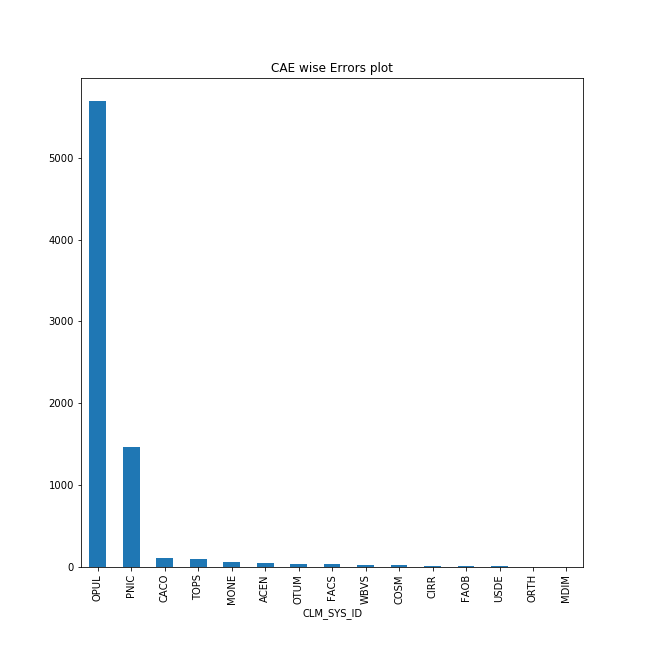 CAE wise Errors plot
5000
4000
3000
2000
1000
0
OPUL PNIC CACO TOPS MONE ACEN OTUM FACS WBVS COSM CIRR FAOB USDE ORTH MDIM
CLM_SYS_ID